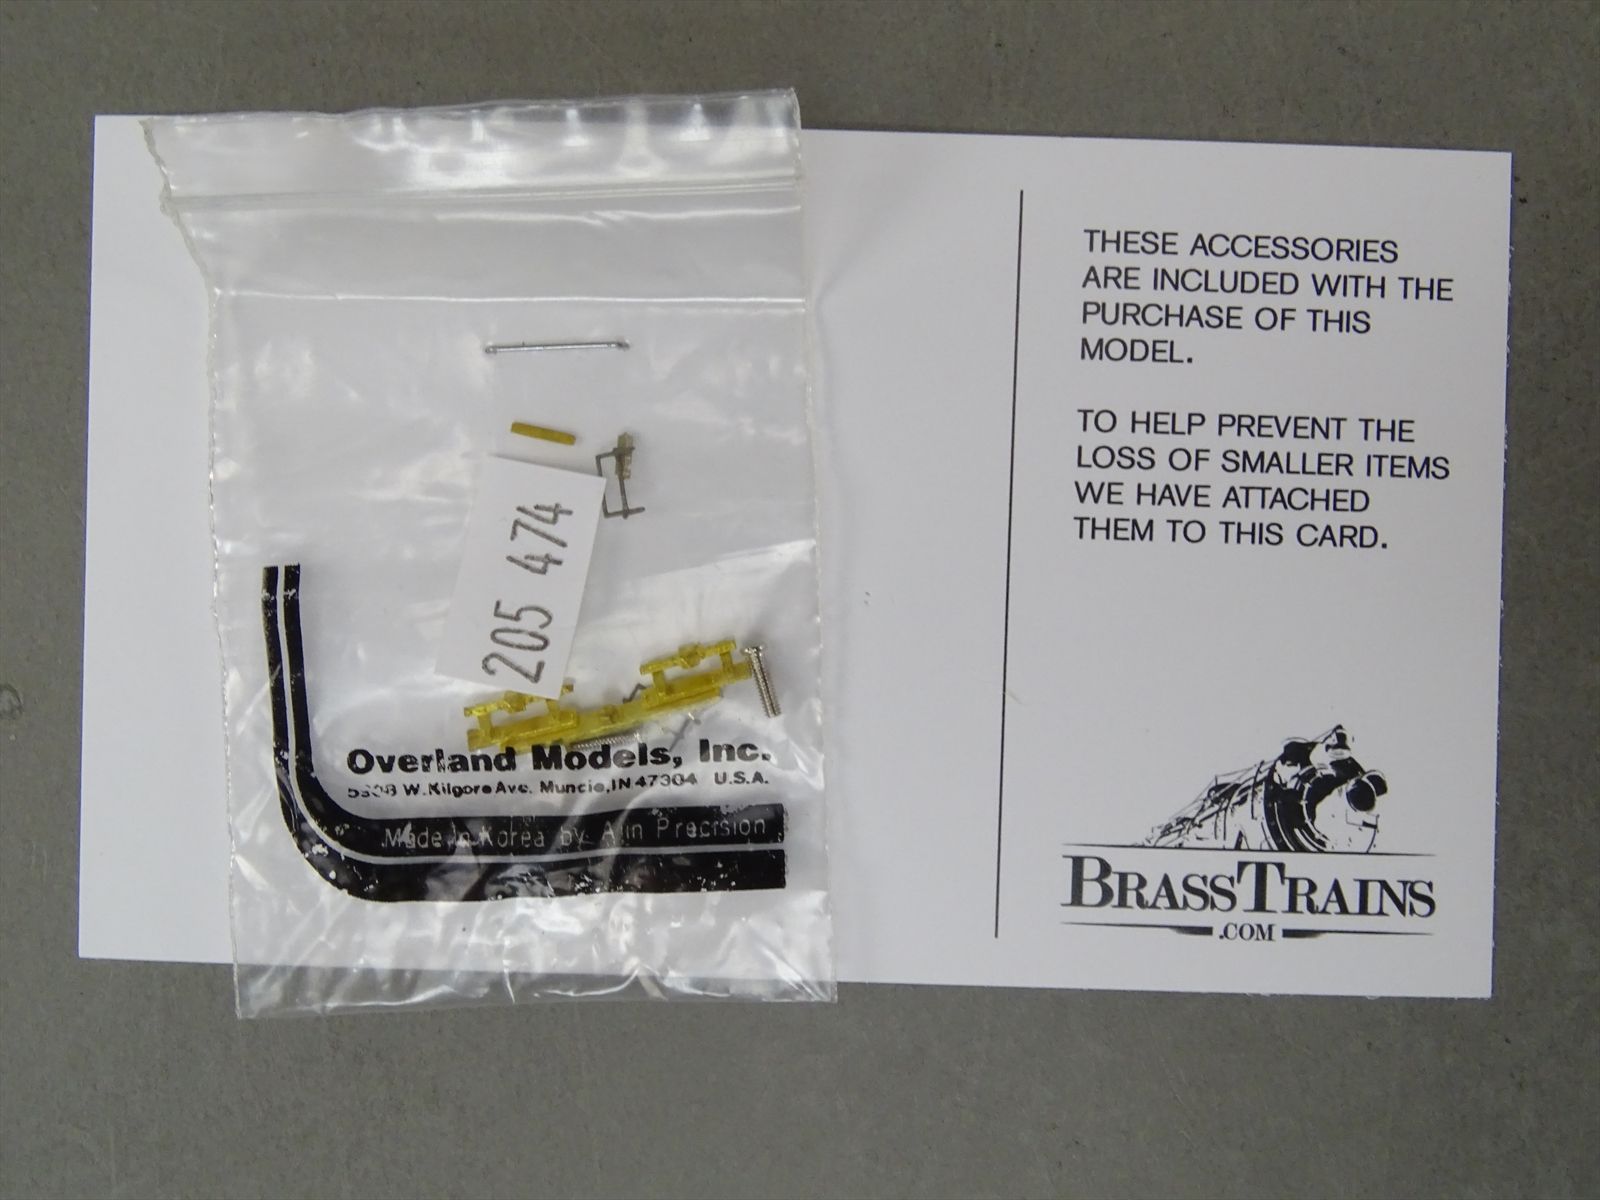 205 474
Overland Models, Inc.
W. Kilgore Ave. Muncie, IN 47304 U.S.A.
Made in Korea by Ajin Precision
THESE ACCESSORIES
ARE INCLUDED WITH THE
PURCHASE OF THIS
MODEL.
TO HELP PREVENT THE
LOSS OF SMALLER ITEMS
WE HAVE ATTACHED
THEM TO THIS CARD.
BRASSTRAINS
.COM